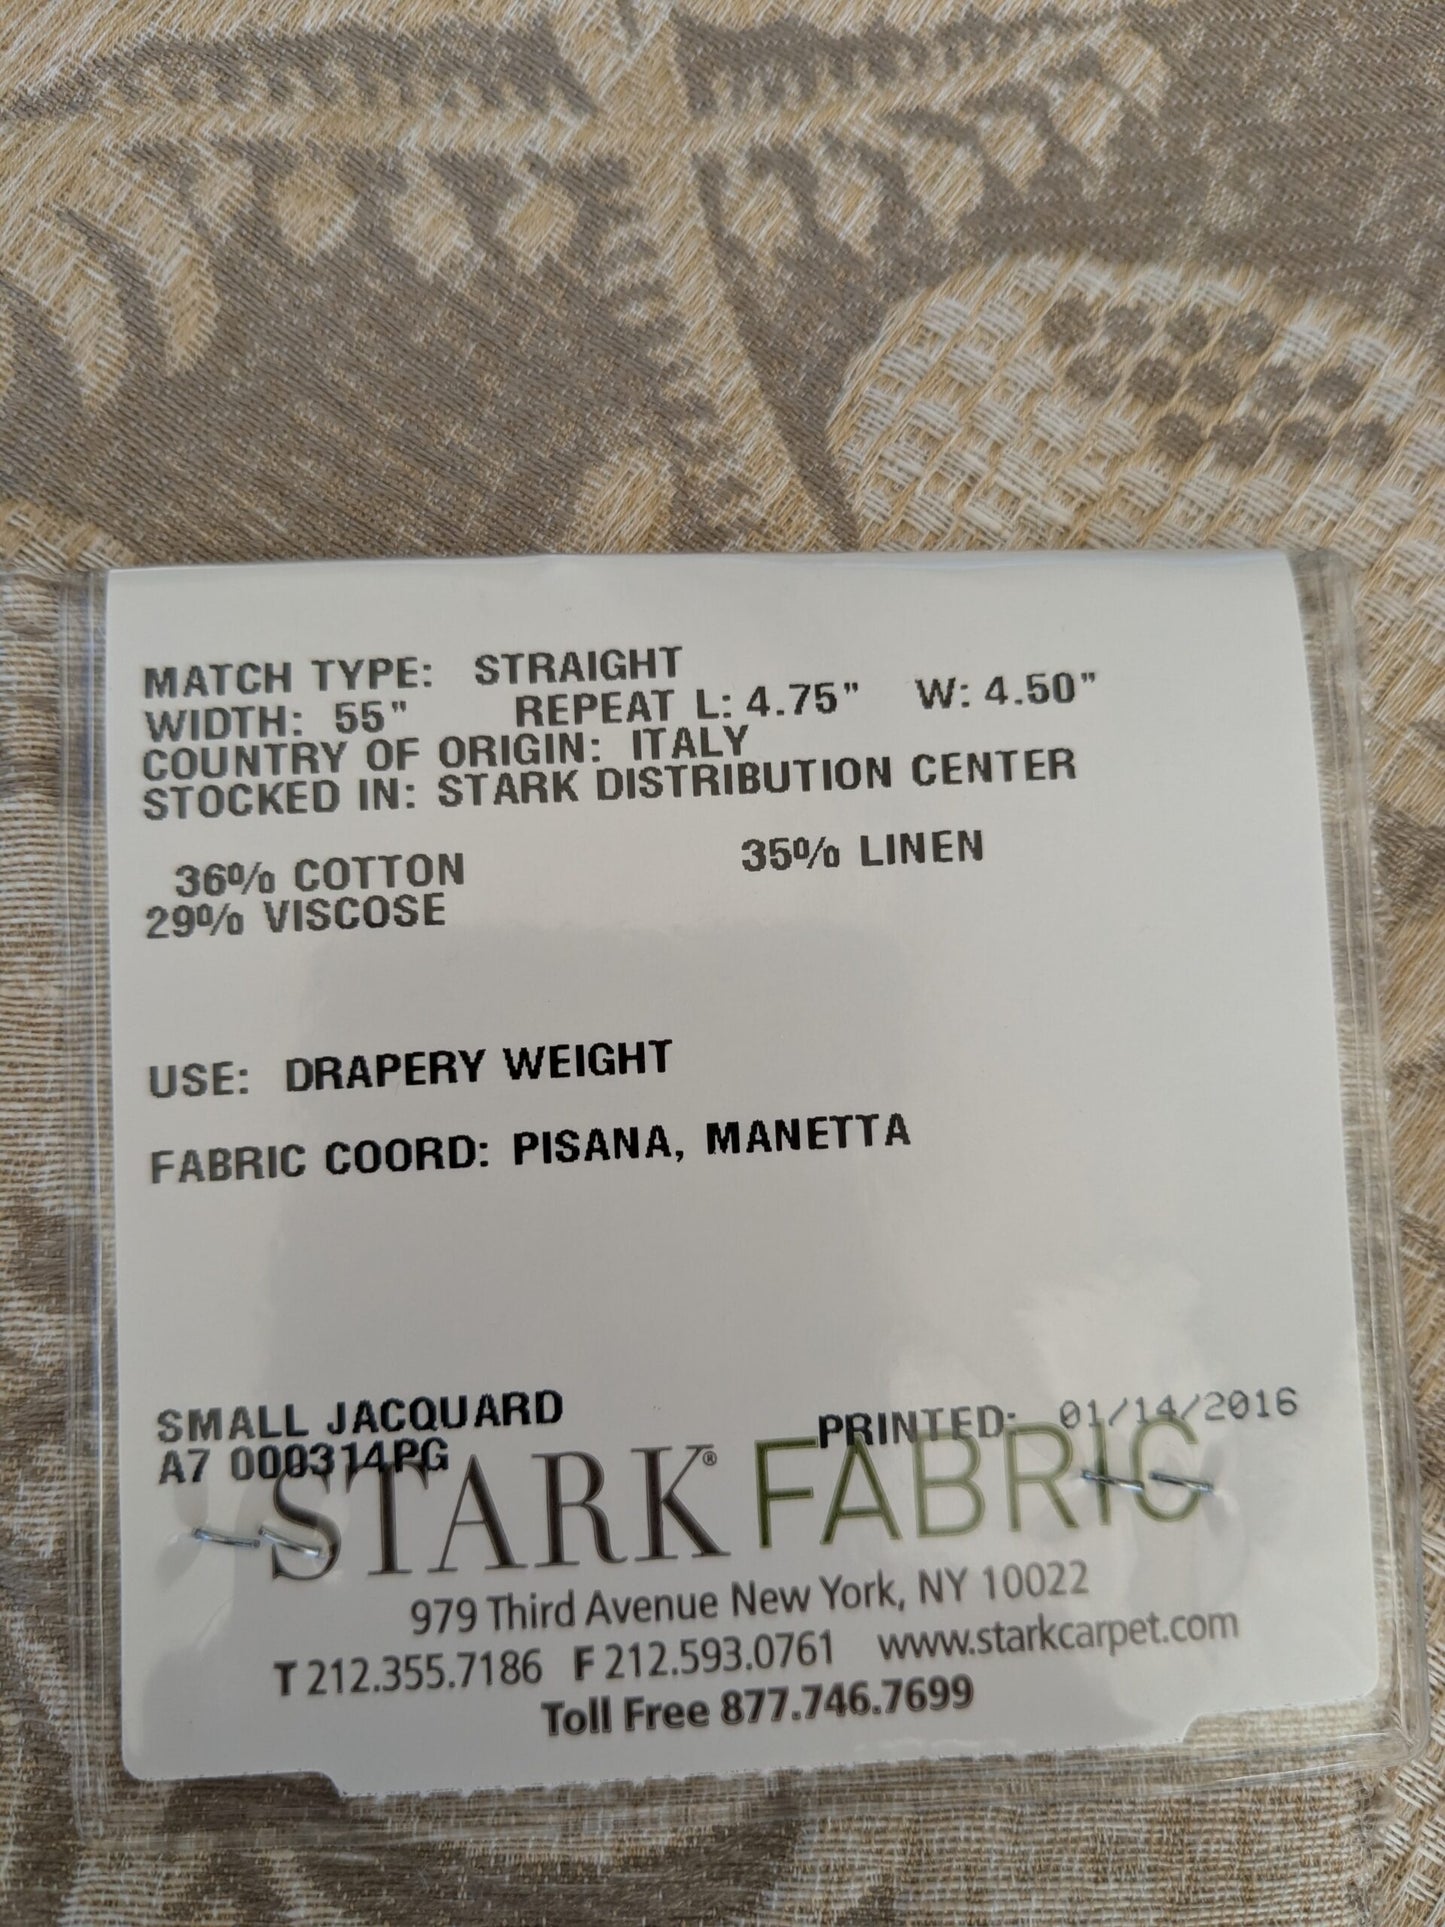 MATCH TYPE: STRAIGHT
WIDTH: 55" REPEAT L: 4.75" W: 4.50"
COUNTRY OF ORIGIN: ITALY
STOCKED IN: STARK DISTRIBUTION CENTER
36% COTTON 35% LINEN
29% VISCOSE
USE: DRAPERY WEIGHT
FABRIC COORD: PISANA, MANETTA
SMALL JACQUARD PRINTED: 01/14/2016
A7 000314PG
STARK® FABRIC
979 Third Avenue New York, NY 10022
T 212.355.7186 F 212.593.0761 www.starkcarpet.com
Toll Free 877.746.7699